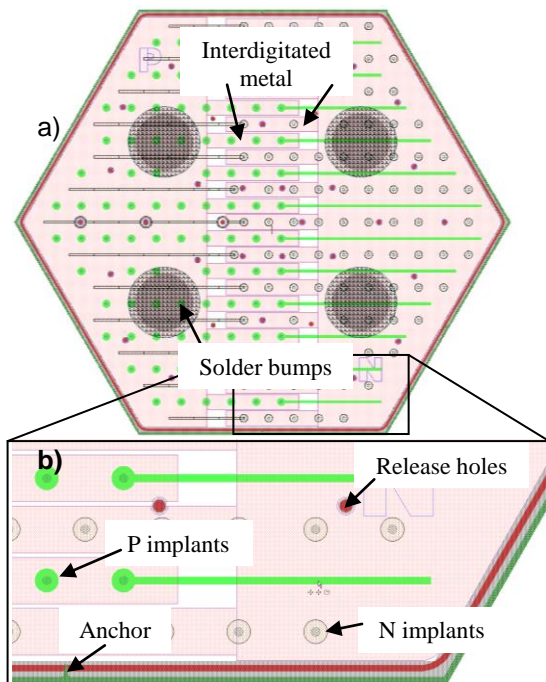 P
Interdigitated
metal
a)
Solder bumps
N
b)
Release holes
N
P implants
Anchor
N implants